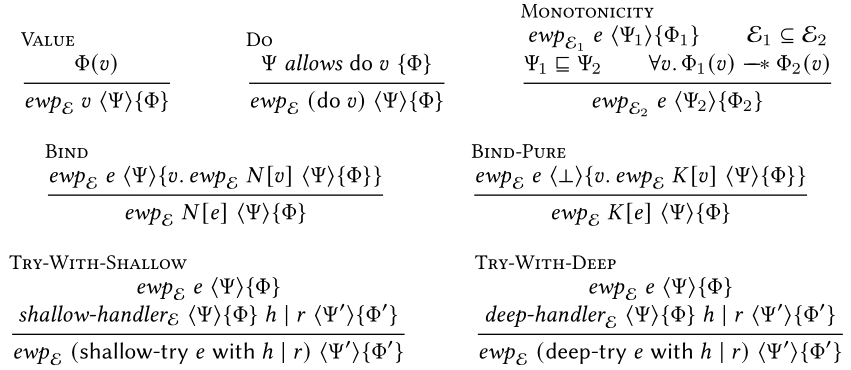 VALUE
Φ(v)
ewp_ℰ v ⟨Ψ⟩{Φ}
DO
Ψ allows do v {Φ}
ewp_ℰ (do v) ⟨Ψ⟩{Φ}
MONOTONICITY
ewp_ℰ₁ e ⟨Ψ₁⟩{Φ₁} ℰ₁ ⊆ ℰ₂
Ψ₁ ⊑ Ψ₂ ∀v. Φ₁(v) −∗ Φ₂(v)
ewp_ℰ₂ e ⟨Ψ₂⟩{Φ₂}
BIND
ewp_ℰ e ⟨Ψ⟩{v. ewp_ℰ N[v] ⟨Ψ⟩{Φ}}
ewp_ℰ N[e] ⟨Ψ⟩{Φ}
BIND-PURE
ewp_ℰ e ⟨⊥⟩{v. ewp_ℰ K[v] ⟨Ψ⟩{Φ}}
ewp_ℰ K[e] ⟨Ψ⟩{Φ}
TRY-WITH-SHALLOW
ewp_ℰ e ⟨Ψ⟩{Φ}
shallow-handler_ℰ ⟨Ψ⟩{Φ} h | r ⟨Ψ′⟩{Φ′}
ewp_ℰ (shallow-try e with h | r) ⟨Ψ′⟩{Φ′}
TRY-WITH-DEEP
ewp_ℰ e ⟨Ψ⟩{Φ}
deep-handler_ℰ ⟨Ψ⟩{Φ} h | r ⟨Ψ′⟩{Φ′}
ewp_ℰ (deep-try e with h | r) ⟨Ψ′⟩{Φ′}